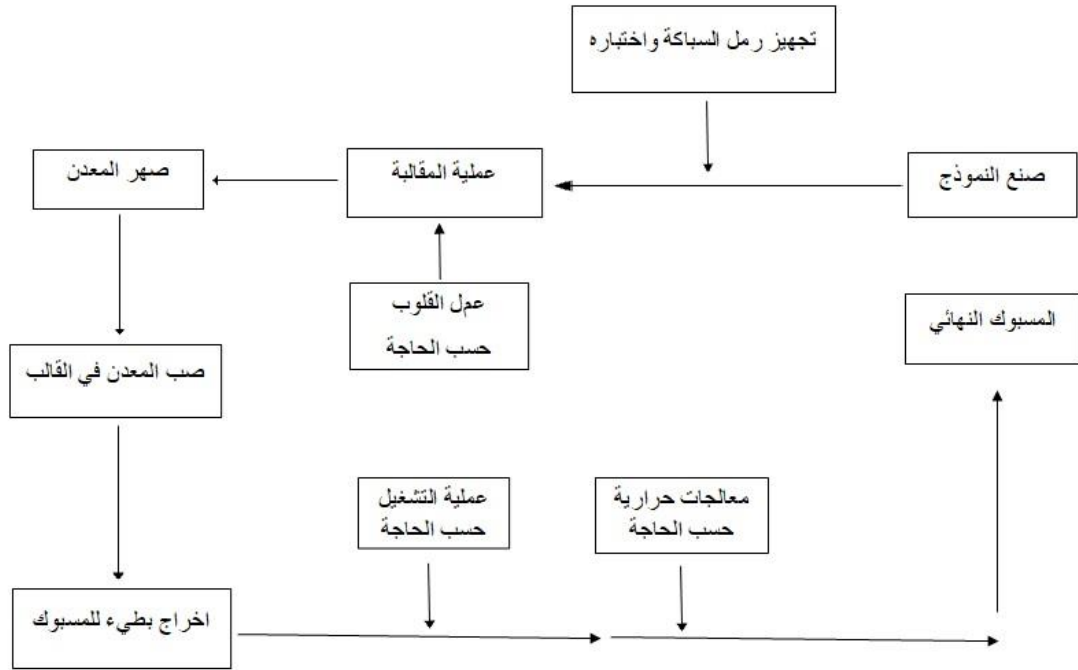 تجهيز رمل السباكة واختباره
صنع النموذج
عملية المقالبة
صهر المعدن
عمل القلوب
حسب الحاجة
المسبوك النهائي
صب المعدن في القالب
معالجات حرارية
حسب الحاجة
عملية التشغيل
حسب الحاجة
اخراج بطيء للمسبوك